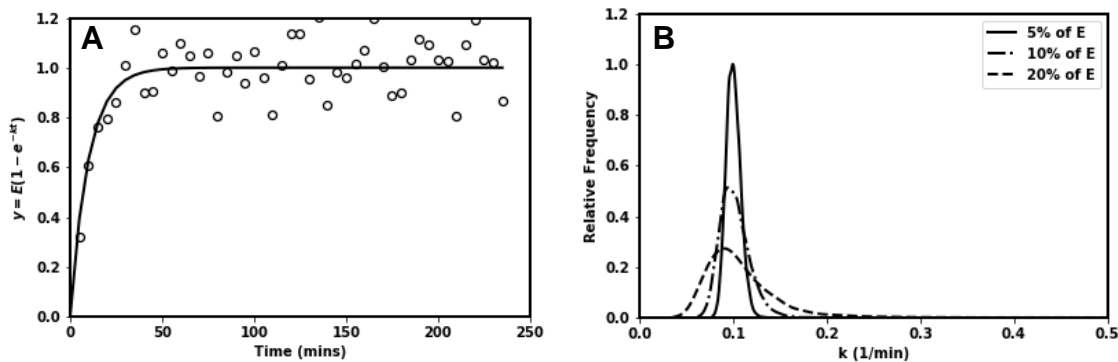 A
y = E(1 − e^{−kt})
1.2
1.0
0.8
0.6
0.4
0.2
0.0
0
50
100
150
200
250
Time (mins)
B
Relative Frequency
1.2
1.0
0.8
0.6
0.4
0.2
0.0
5% of E
10% of E
20% of E
0.0
0.1
0.2
0.3
0.4
0.5
k (1/min)